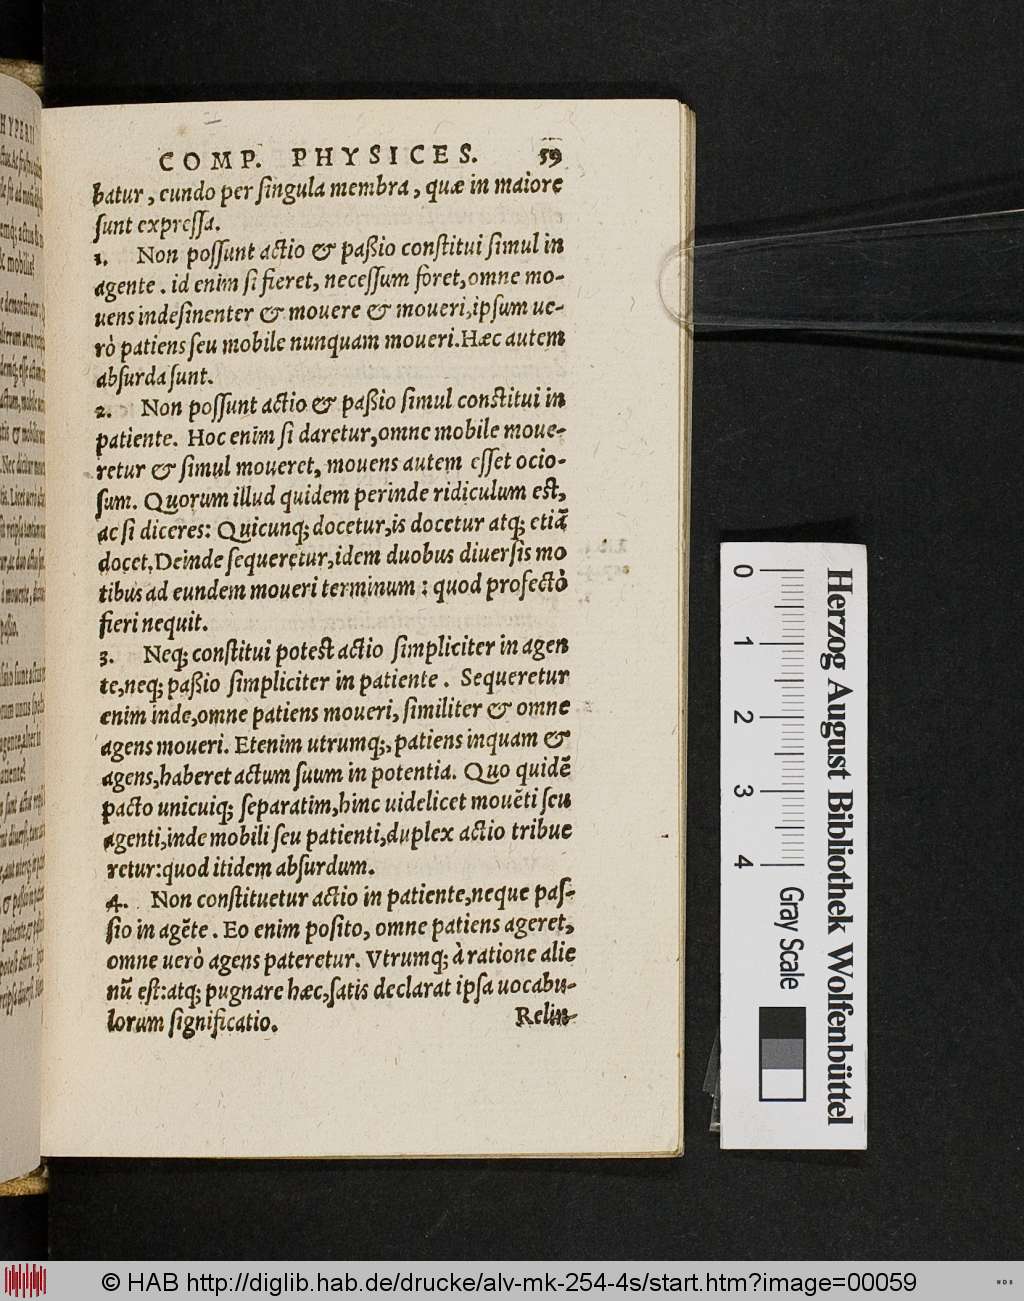 COMP. PHYSICES. 59
batur, eundo per ſingula membra, quæ in maiore
ſunt expreſſa.
1. Non poſſunt actio & paßio conſtitui ſimul in
agente. id enim ſi fieret, neceſſum foret, omne mo-
uens indeſinenter & mouere & moueri, ipſum ue-
rò patiens ſeu mobile nunquam moueri. Hæc autem
abſurda ſunt.
2. Non poſſunt actio & paßio ſimul conſtitui in
patiente. Hoc enim ſi daretur, omne mobile moue-
retur & ſimul moueret, mouens autem eſſet ocio-
ſum. Quorum illud quidem perinde ridiculum eſt,
ac ſi diceres: Quicunq; docetur, is docetur atq; etiã
docet. Deinde ſequeretur, idem duobus diuerſis mo
tibus ad eundem moueri terminum: quod profectò
fieri nequit.
3. Neq; conſtitui poteſt actio ſimpliciter in agen
te, neq; paßio ſimpliciter in patiente. Sequeretur
enim inde, omne patiens moueri, ſimiliter & omne
agens moueri. Etenim utrumq;, patiens inquam &
agens, haberet actum ſuum in potentia. Quo quidẽ
pacto unicuiq; ſeparatim, hinc uidelicet mouẽti ſeu
agenti, inde mobili ſeu patienti, duplex actio tribue
retur: quod itidem abſurdum.
4. Non conſtituetur actio in patiente, neque paſ-
ſio in agẽte. Eo enim poſito, omne patiens ageret,
omne uerò agens pateretur. Vtrumq; à ratione alie
nũ eſt: atq; pugnare hæc, ſatis declarat ipſa uocabu-
lorum ſignificatio.
Relin-
0 1 2 3 4
Gray Scale
Herzog August Bibliothek Wolfenbüttel
© HAB http://diglib.hab.de/drucke/alv-mk-254-4s/start.htm?image=00059